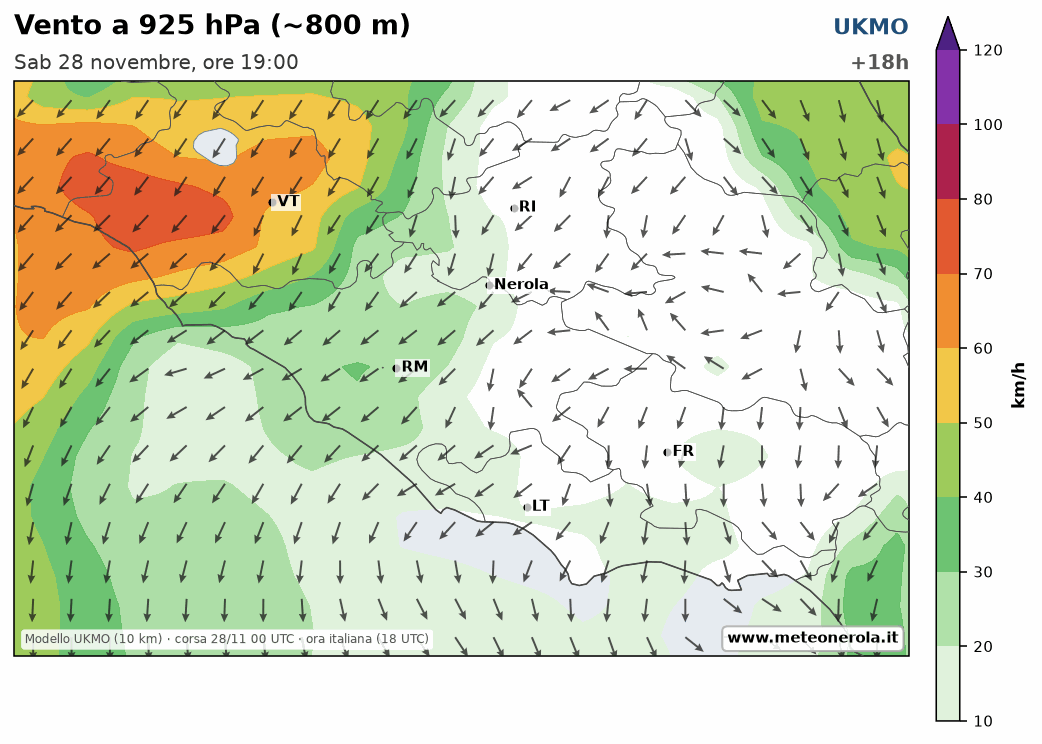 Vento a 925 hPa (~800 m)
UKMO
Sab 28 novembre, ore 19:00
+18h
120
100
80
70
60
50
40
30
20
10
km/h
VT
RI
Nerola
RM
FR
LT
Modello UKMO (10 km) · corsa 28/11 00 UTC · ora italiana (18 UTC)
www.meteonerola.it